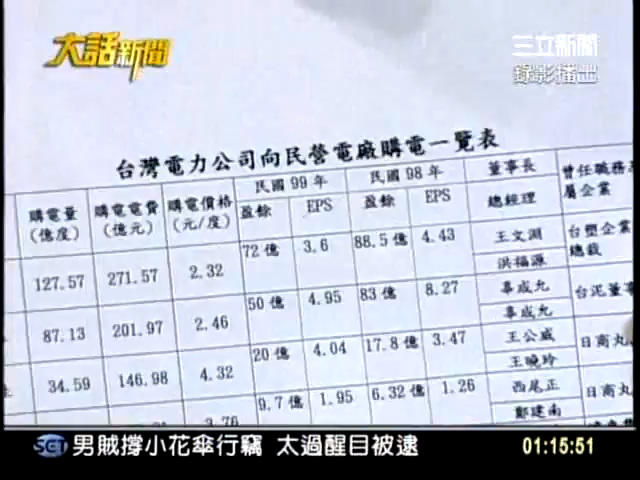 大話新聞
三立新聞
錄影播出
台灣電力公司向民營電廠購電一覽表
購電量 購電電費 購電價格 民國99年 民國98年 董事長 曾任職務
(億度) (億元) (元/度) 盈餘 EPS 盈餘 EPS 總經理 屬企業
127.57 271.57 2.32 72億 3.6 88.5億 4.43 王文淵 台塑企業
洪福源 總裁
87.13 201.97 2.46 50億 4.95 83億 8.27 辜成允 台泥董事
辜成允
34.59 146.98 4.32 20億 4.04 17.8億 3.47 王公威 日商丸
王曉玲
3.76 9.7億 1.95 6.32億 1.26 西尾正 日商丸
鄭建南
SET 男賊撐小花傘行竊 太過醒目被逮 01:15:51